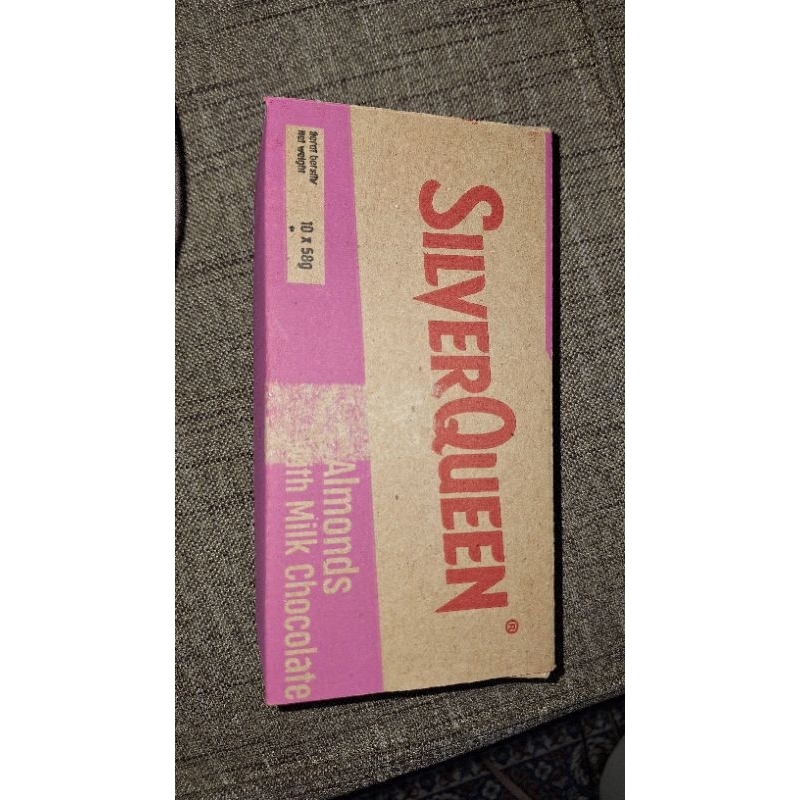 SILVERQUEEN®
Berat bersih/
Net weight
10 x 58g
Almonds
with Milk Chocolate